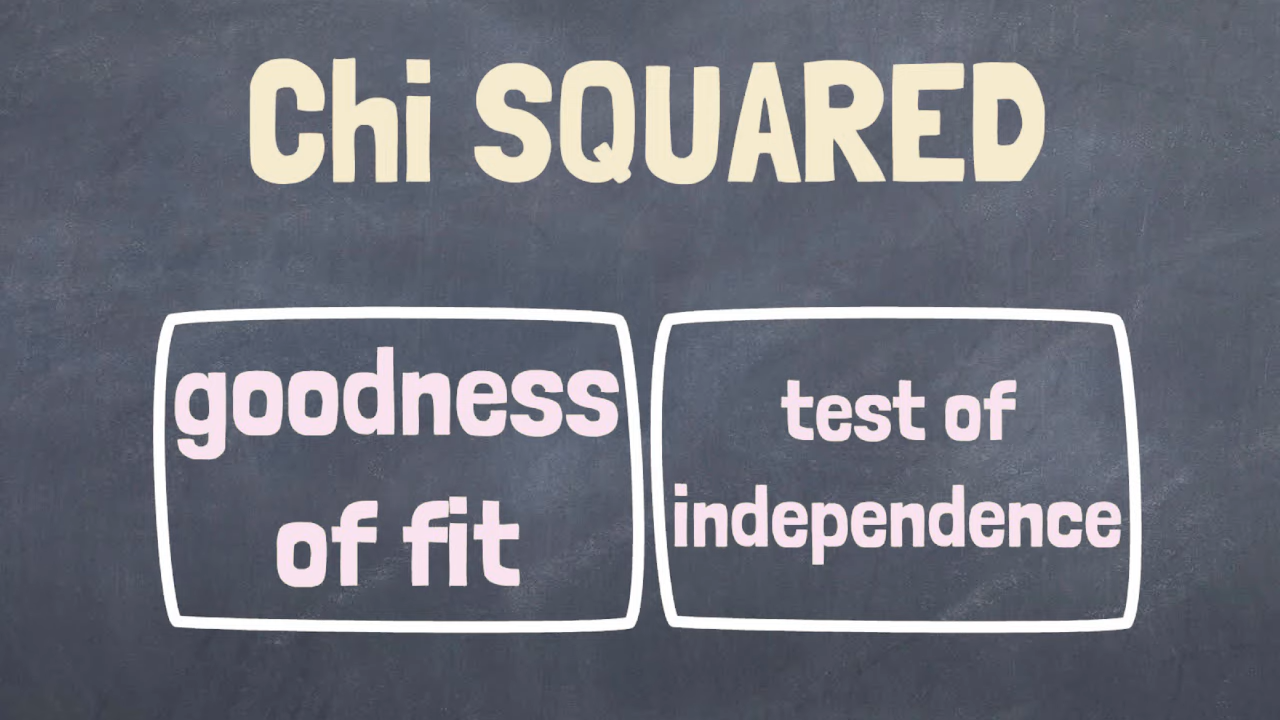 Chi SQUARED
goodness
of fit
test of
independence